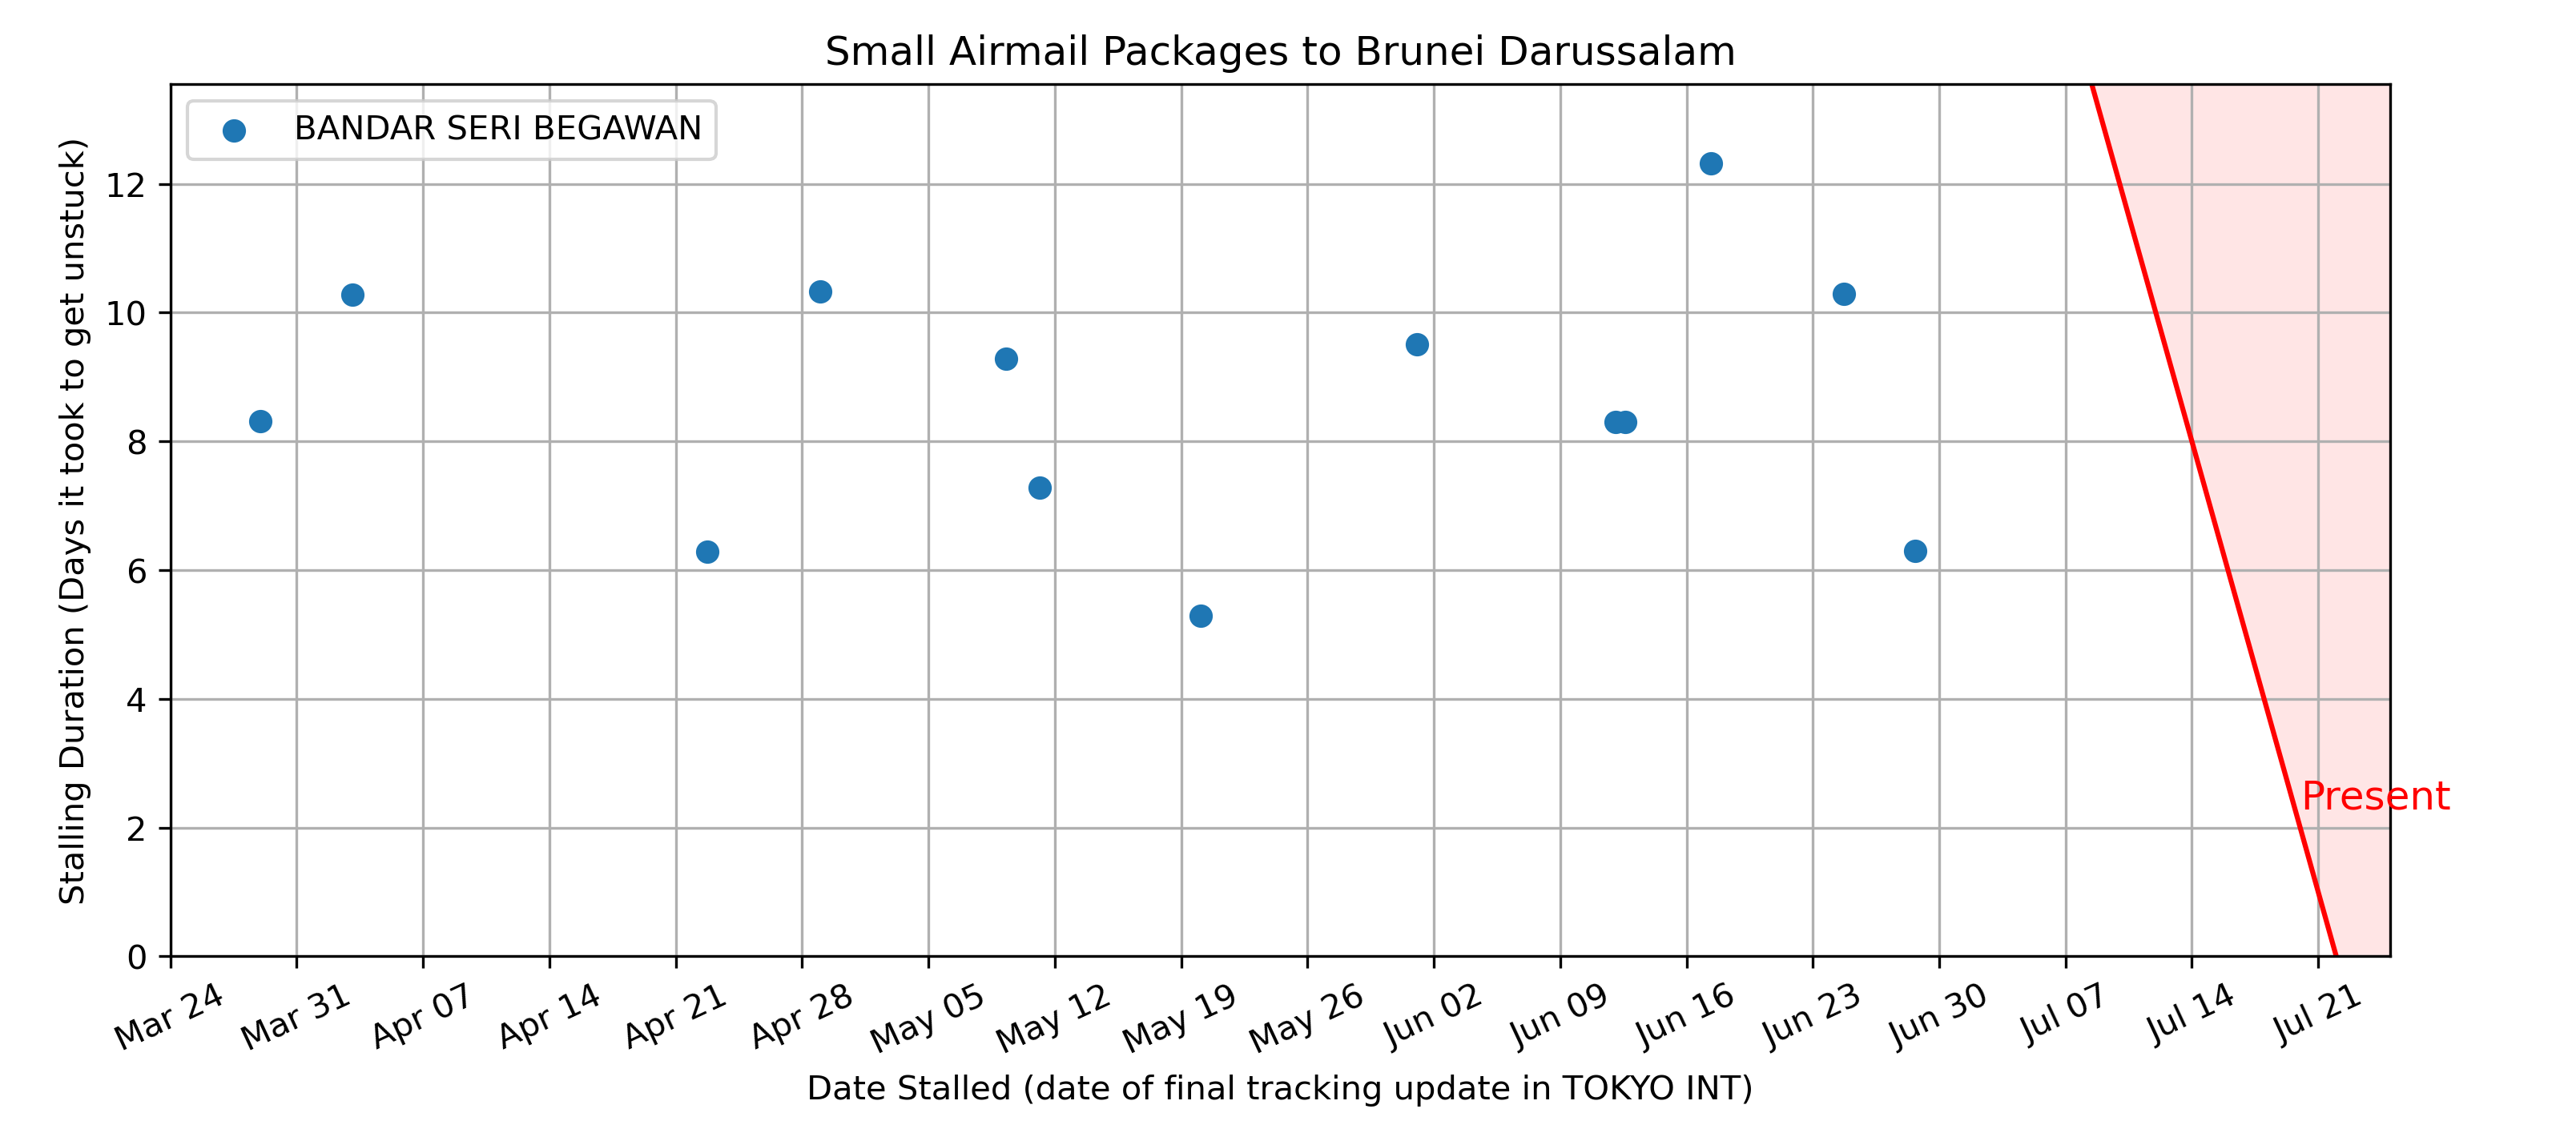 Small Airmail Packages to Brunei Darussalam
BANDAR SERI BEGAWAN
Stalling Duration (Days it took to get unstuck)
12
10
8
6
4
2
0
Present
Mar 24
Mar 31
Apr 07
Apr 14
Apr 21
Apr 28
May 05
May 12
May 19
May 26
Jun 02
Jun 09
Jun 16
Jun 23
Jun 30
Jul 07
Jul 14
Jul 21
Date Stalled (date of final tracking update in TOKYO INT)